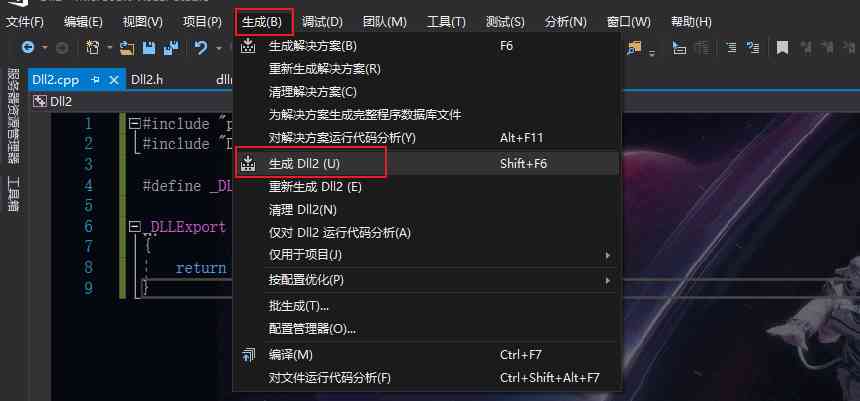 文件(F) 编辑(E) 视图(V) 项目(P) 生成(B) 调试(D) 团队(M) 工具(T) 测试(S) 分析(N) 窗口(W) 帮助(H)
服务器资源管理器
工具箱
Dll2.cpp Dll2.h
Dll2
1 #include "p
2 #include "D
3
4 #define _DL
5
6 _DLLExport
7 {
8 return
9 }
生成解决方案(B) F6
重新生成解决方案(R)
清理解决方案(C)
为解决方案生成完整程序数据库文件
对解决方案运行代码分析(Y) Alt+F11
生成 Dll2 (U) Shift+F6
重新生成 Dll2 (E)
清理 Dll2(N)
仅对 Dll2 运行代码分析(A)
仅用于项目(J)
按配置优化(P)
批生成(T)...
配置管理器(O)...
编译(M) Ctrl+F7
对文件运行代码分析(F) Ctrl+Shift+Alt+F7